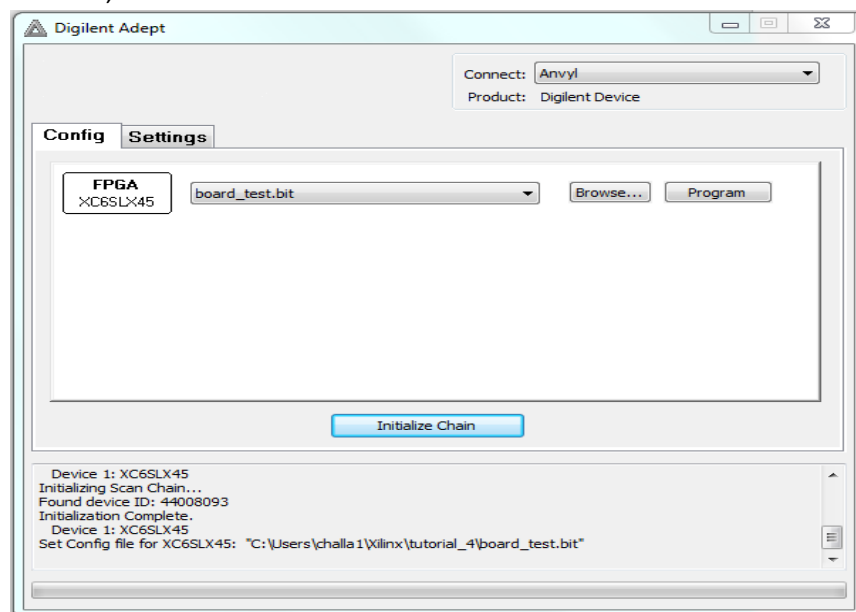 Digilent Adept
Connect: Anvyl
Product: Digilent Device
Config Settings
FPGA
XC6SLX45
board_test.bit Browse... Program
Initialize Chain
Device 1: XC6SLX45
Initializing Scan Chain...
Found device ID: 44008093
Initialization Complete.
Device 1: XC6SLX45
Set Config file for XC6SLX45: "C:\Users\challa1\Xilinx\tutorial_4\board_test.bit"